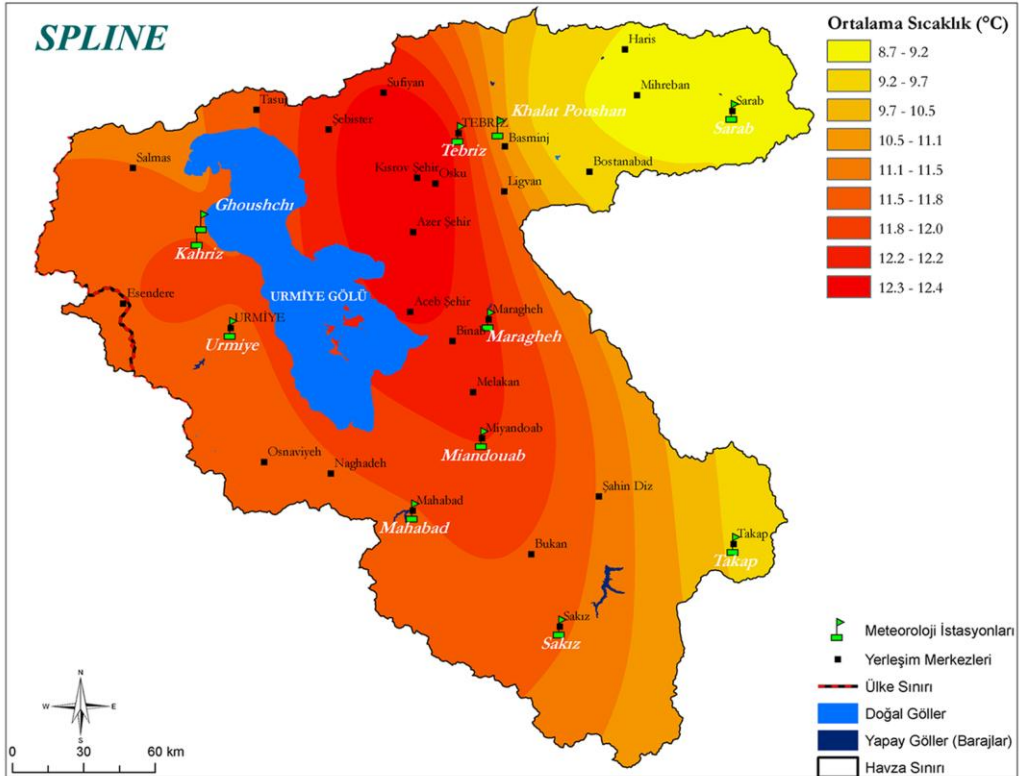 SPLINE
Ortalama Sıcaklık (°C)
8.7 - 9.2
9.2 - 9.7
9.7 - 10.5
10.5 - 11.1
11.1 - 11.5
11.5 - 11.8
11.8 - 12.0
12.2 - 12.2
12.3 - 12.4
Haris
Sufiyan
Mihreban
Tasuj
Sarab
Sarab
Khalat Poushan
Şebister
TEBRİZ
Tebriz
Basminj
Salmas
Bostanabad
Kısrov Şehir
Osku
Ligvan
Ghoushchı
Azer Şehir
Kahriz
URMİYE GÖLÜ
Esendere
Aceb Şehir
Maragheh
URMİYE
Binab
Maragheh
Urmiye
Melakan
Miyandoab
Miandouab
Osnaviyeh
Naghadeh
Şahin Diz
Mahabad
Mahabad
Takap
Bukan
Takap
Sakız
Sakız
Meteoroloji İstasyonları
Yerleşim Merkezleri
Ülke Sınırı
Doğal Göller
Yapay Göller (Barajlar)
Havza Sınırı
N
W
E
S
0 30 60 km